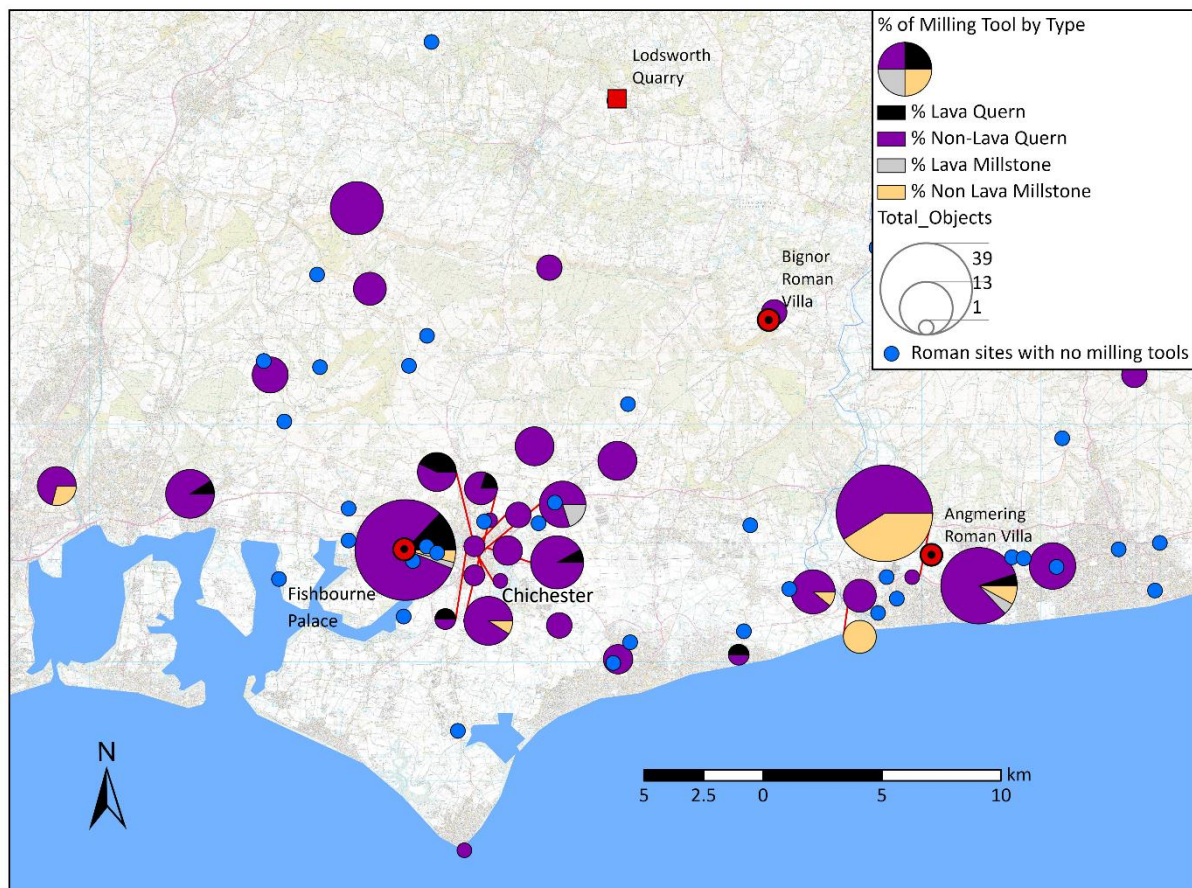 Lodsworth
Quarry
Bignor
Roman
Villa
Angmering
Roman Villa
Fishbourne
Palace
Chichester
% of Milling Tool by Type
% Lava Quern
% Non-Lava Quern
% Lava Millstone
% Non Lava Millstone
Total_Objects
39
13
1
Roman sites with no milling tools
N
km
5 2.5 0 5 10